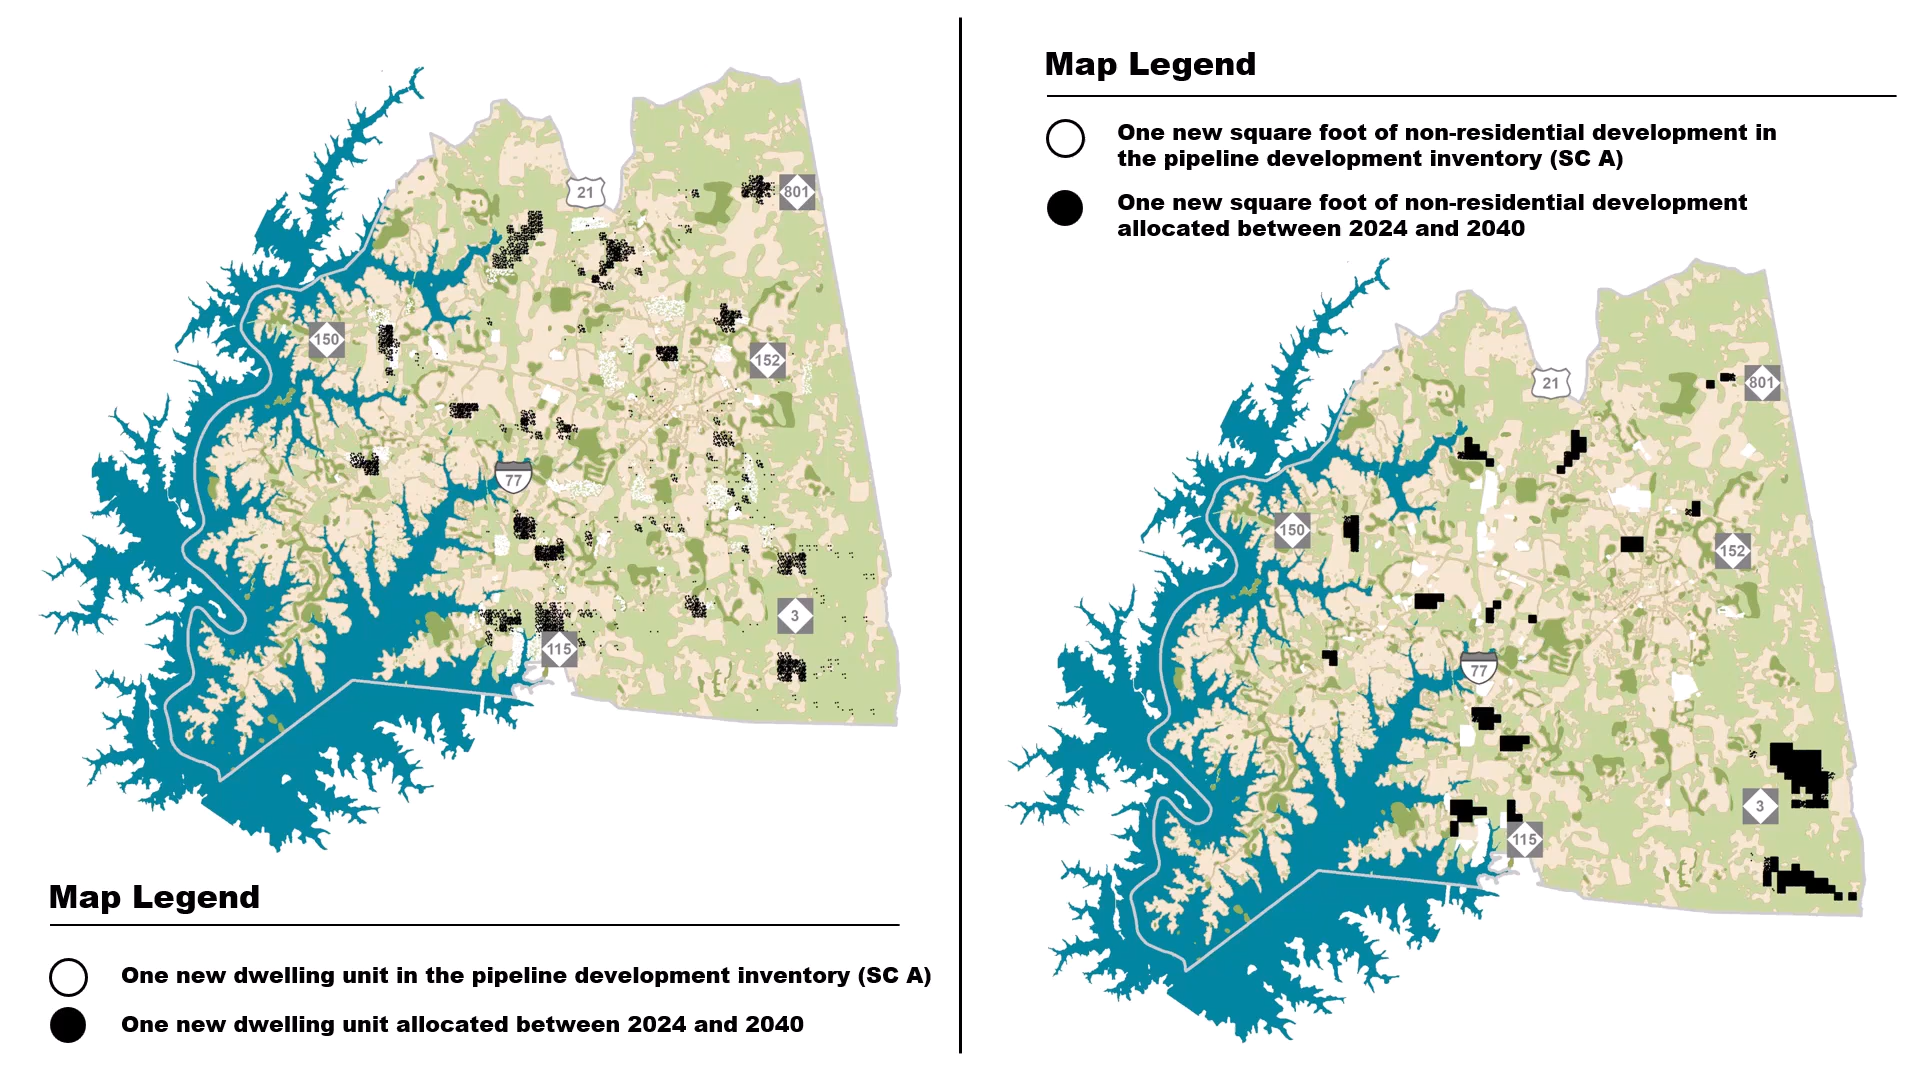 21
801
150
152
77
3
115
Map Legend
One new dwelling unit in the pipeline development inventory (SC A)
One new dwelling unit allocated between 2024 and 2040
Map Legend
One new square foot of non-residential development in
the pipeline development inventory (SC A)
One new square foot of non-residential development
allocated between 2024 and 2040
21
801
150
152
77
3
115